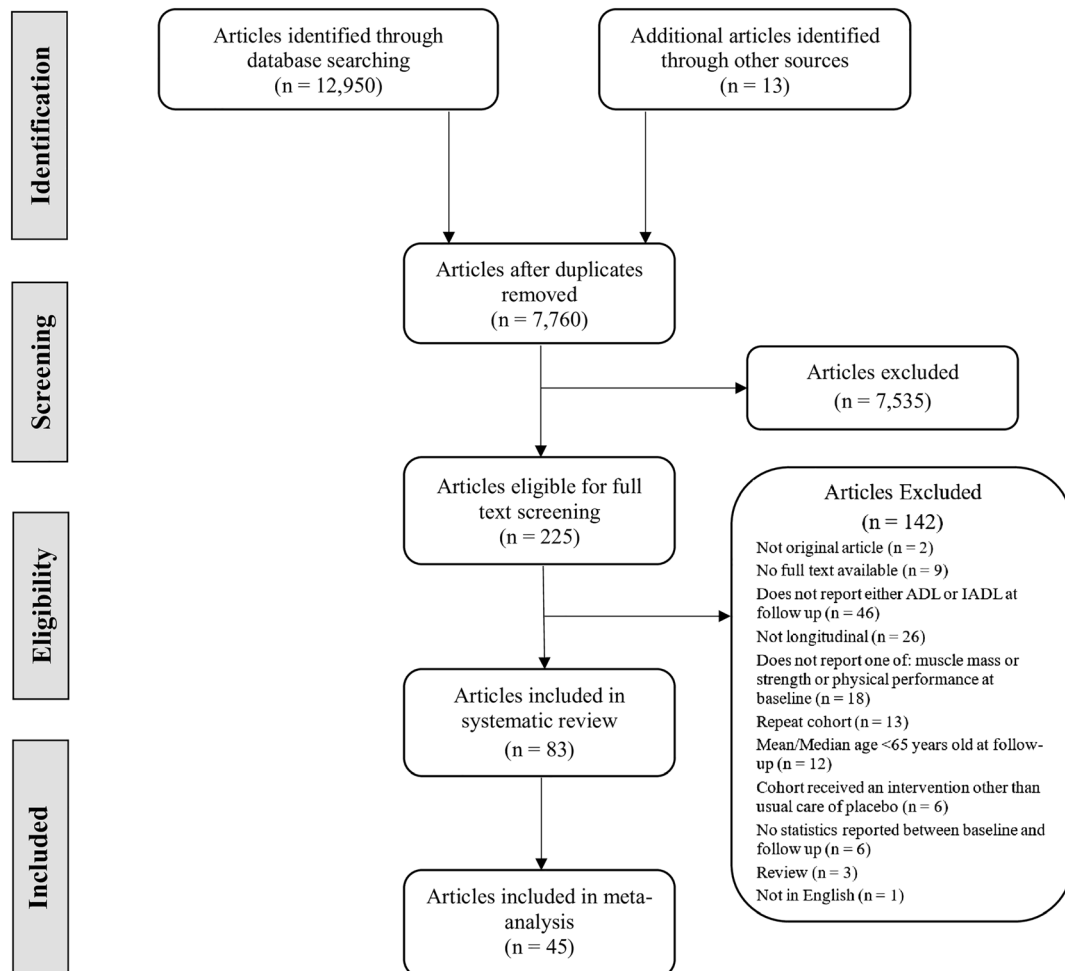 Identification
Articles identified through
database searching
(n = 12,950)
Additional articles identified
through other sources
(n = 13)
Articles after duplicates
removed
(n = 7,760)
Screening
Articles excluded
(n = 7,535)
Articles eligible for full
text screening
(n = 225)
Eligibility
Articles Excluded
(n = 142)
Not original article (n = 2)
No full text available (n = 9)
Does not report either ADL or IADL at
follow up (n = 46)
Not longitudinal (n = 26)
Does not report one of: muscle mass or
strength or physical performance at
baseline (n = 18)
Repeat cohort (n = 13)
Mean/Median age <65 years old at follow-
up (n = 12)
Cohort received an intervention other than
usual care of placebo (n = 6)
No statistics reported between baseline and
follow up (n = 6)
Review (n = 3)
Not in English (n = 1)
Articles included in
systematic review
(n = 83)
Included
Articles included in meta-
analysis
(n = 45)